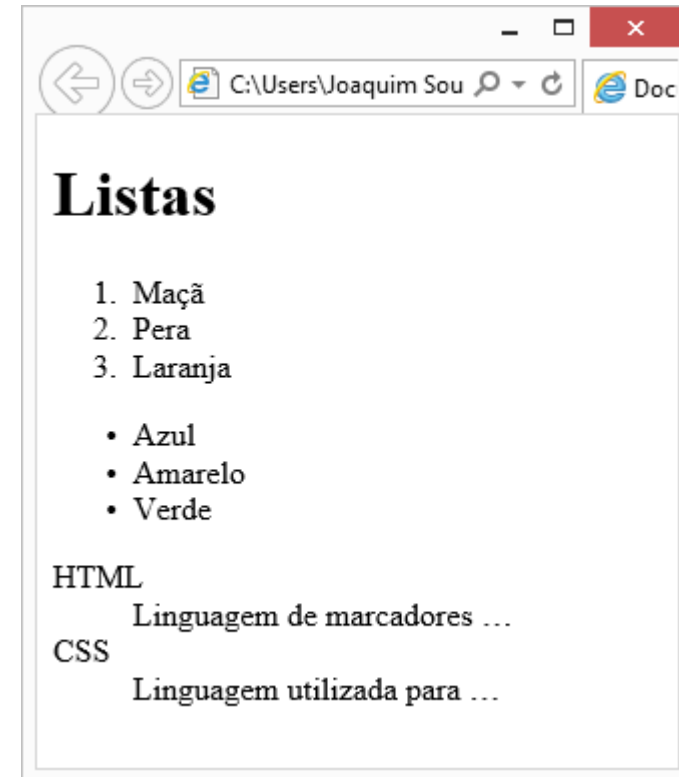 C:\Users\Joaquim Sou
Doc
Listas
1. Maçã
2. Pera
3. Laranja
• Azul
• Amarelo
• Verde
HTML
Linguagem de marcadores …
CSS
Linguagem utilizada para …